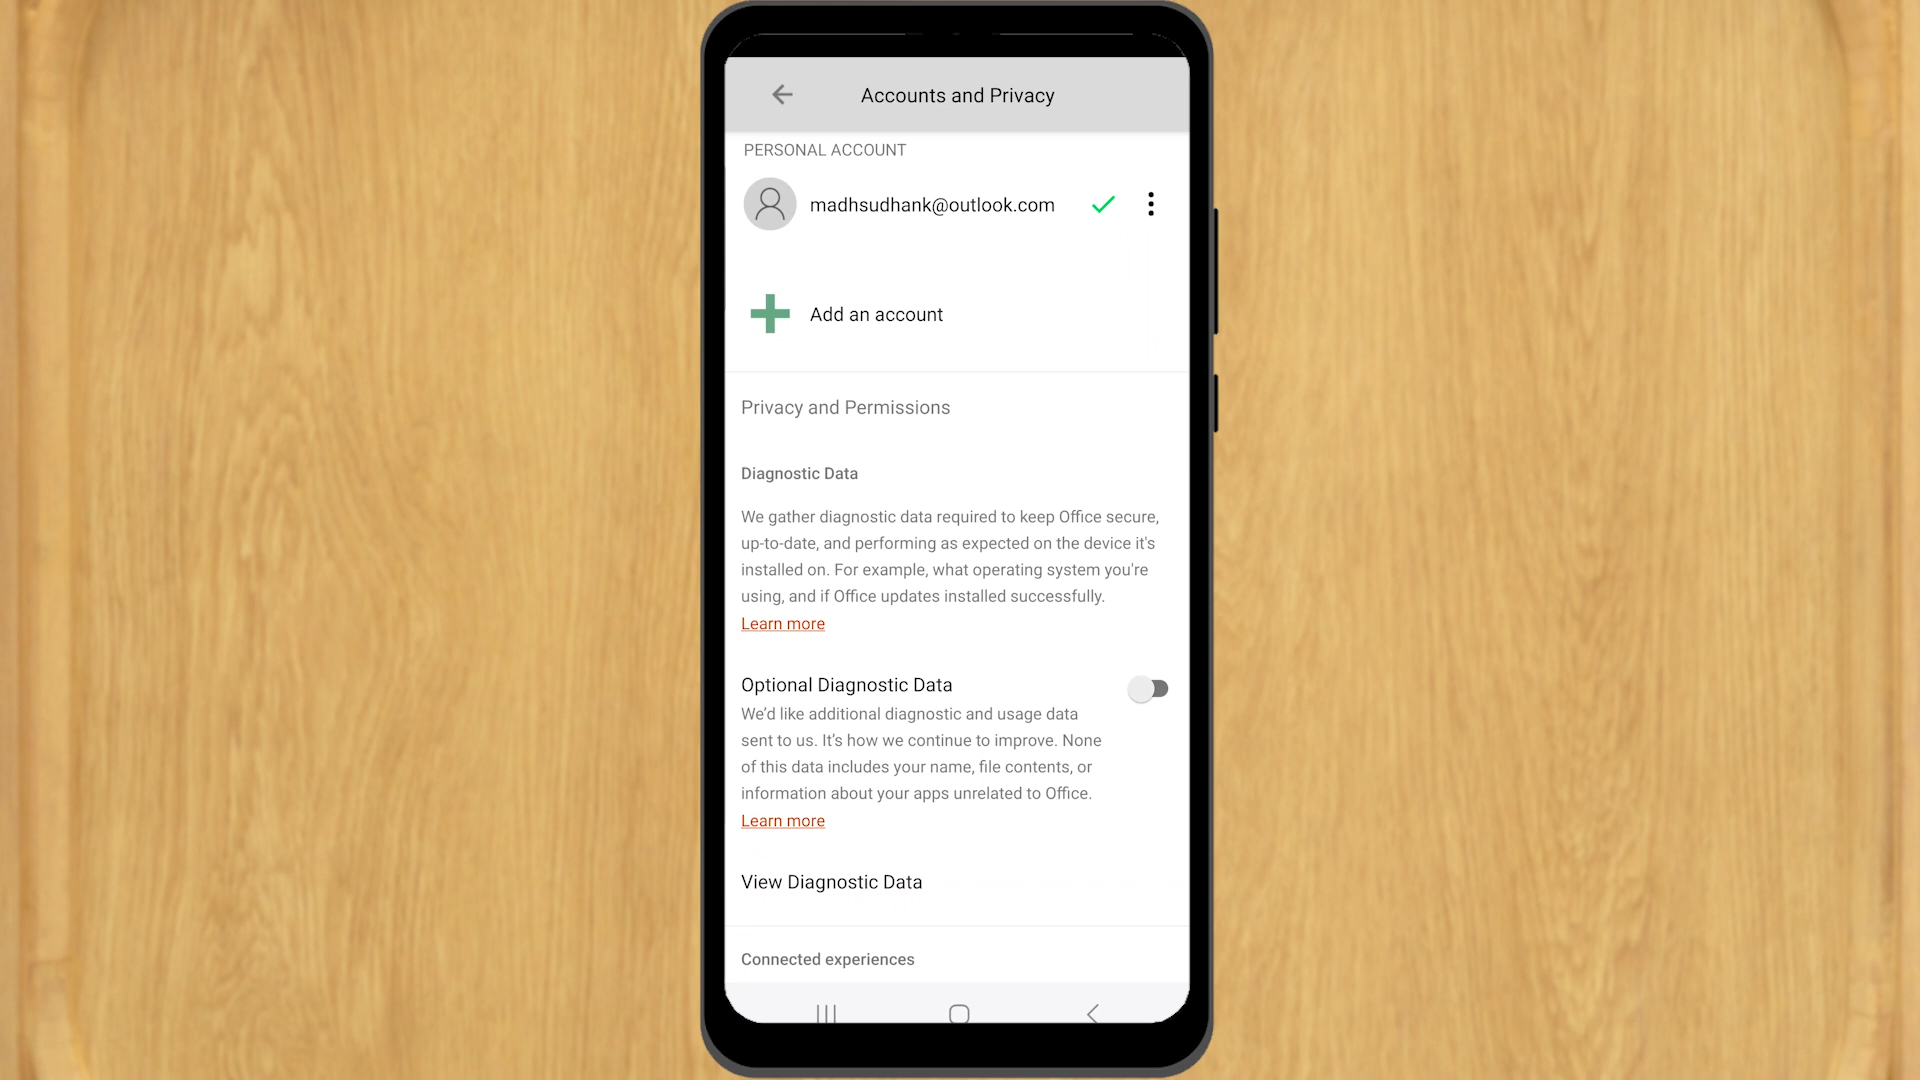 Accounts and Privacy
PERSONAL ACCOUNT
madhsudhank@outlook.com
Add an account
Privacy and Permissions
Diagnostic Data
We gather diagnostic data required to keep Office secure,
up-to-date, and performing as expected on the device it's
installed on. For example, what operating system you're
using, and if Office updates installed successfully.
Learn more
Optional Diagnostic Data
We’d like additional diagnostic and usage data
sent to us. It’s how we continue to improve. None
of this data includes your name, file contents, or
information about your apps unrelated to Office.
Learn more
View Diagnostic Data
Connected experiences